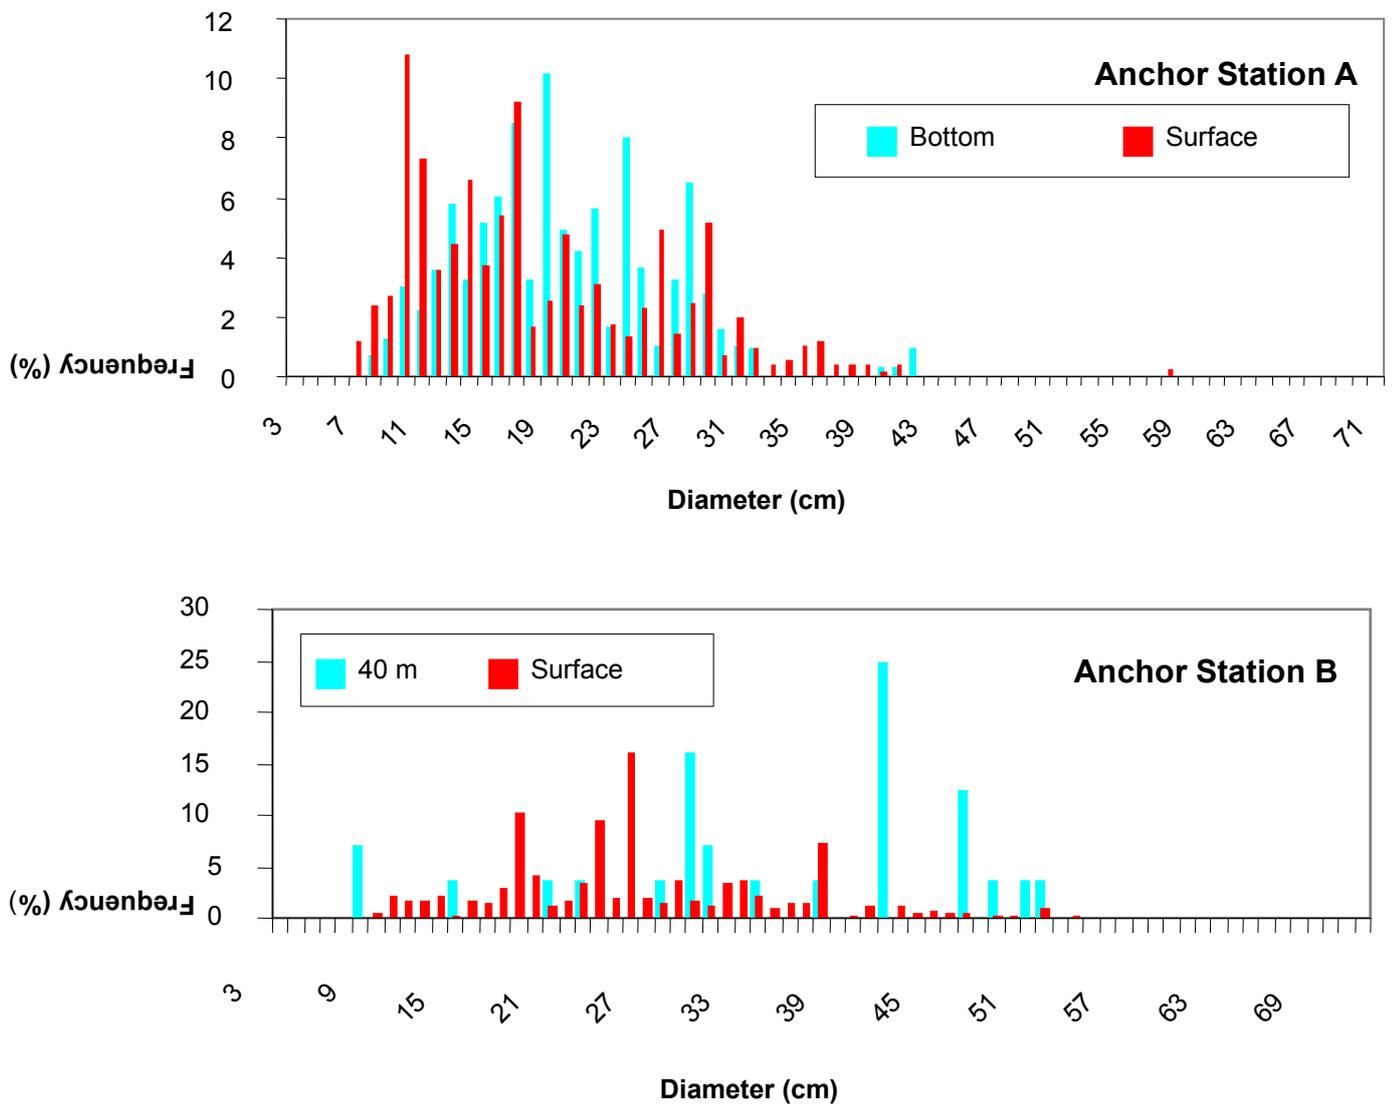 12
10
8
6
4
2
0
Frequency (%)
Anchor Station A
Bottom Surface
3 7 11 15 19 23 27 31 35 39 43 47 51 55 59 63 67 71
Diameter (cm)
30
25
20
15
10
5
0
Frequency (%)
40 m Surface
Anchor Station B
3 9 15 21 27 33 39 45 51 57 63 69
Diameter (cm)